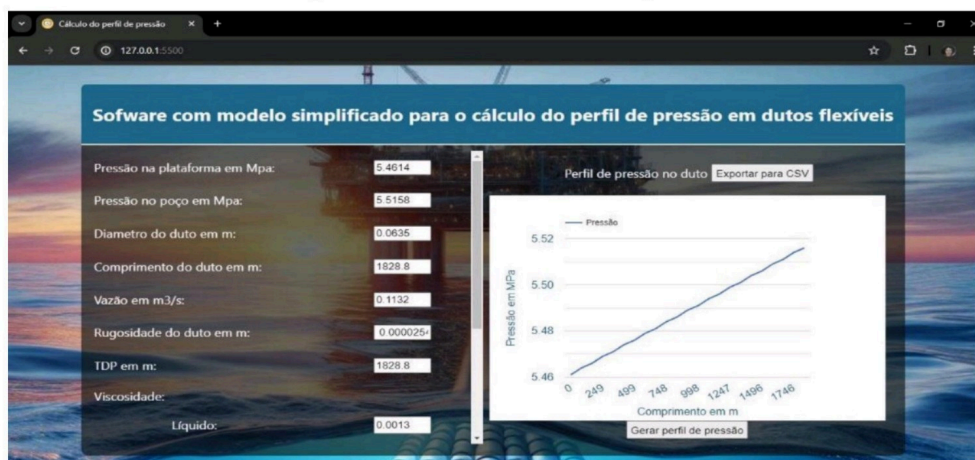 Cálculo do perfil de pressão
127.0.0.1:5500
Sofware com modelo simplificado para o cálculo do perfil de pressão em dutos flexíveis
Pressão na plataforma em Mpa: 5.4614
Pressão no poço em Mpa: 5.5158
Diametro do duto em m: 0.0635
Comprimento do duto em m: 1828.8
Vazão em m3/s: 0.1132
Rugosidade do duto em m: 0.000025
TDP em m: 1828.8
Viscosidade:
Líquido: 0.0013
Perfil de pressão no duto Exportar para CSV
Pressão
Pressão em MPa
5.52
5.50
5.48
5.46
0 249 499 748 998 1247 1496 1746
Comprimento em m
Gerar perfil de pressão